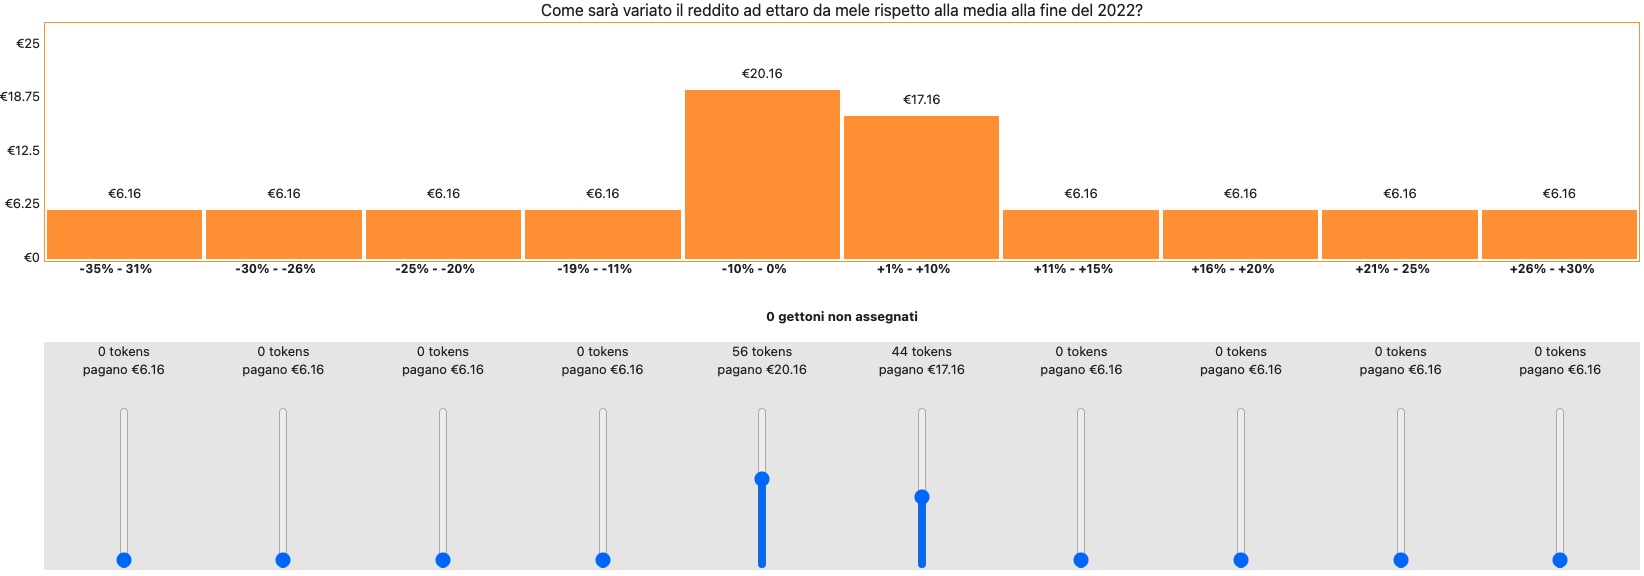 Come sarà variato il reddito ad ettaro da mele rispetto alla media alla fine del 2022?
€25
€18.75
€12.5
€6.25
€0
€6.16 €6.16 €6.16 €6.16 €20.16 €17.16 €6.16 €6.16 €6.16 €6.16
-35% - 31% -30% - -26% -25% - -20% -19% - -11% -10% - 0% +1% - +10% +11% - +15% +16% - +20% +21% - 25% +26% - +30%
0 gettoni non assegnati
0 tokens 0 tokens 0 tokens 0 tokens 56 tokens 44 tokens 0 tokens 0 tokens 0 tokens 0 tokens
pagano €6.16 pagano €6.16 pagano €6.16 pagano €6.16 pagano €20.16 pagano €17.16 pagano €6.16 pagano €6.16 pagano €6.16 pagano €6.16